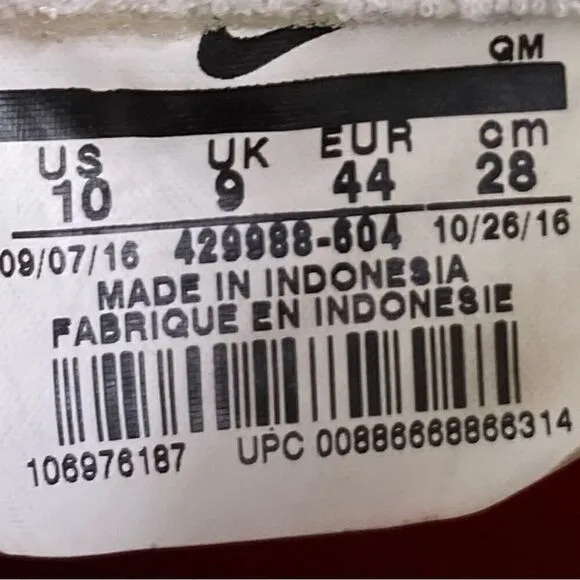 QM
US UK EUR cm
10 9 44 28
09/07/16 429988-604 10/26/16
MADE IN INDONESIA
FABRIQUE EN INDONESIE
106976187 UPC 00886668866314